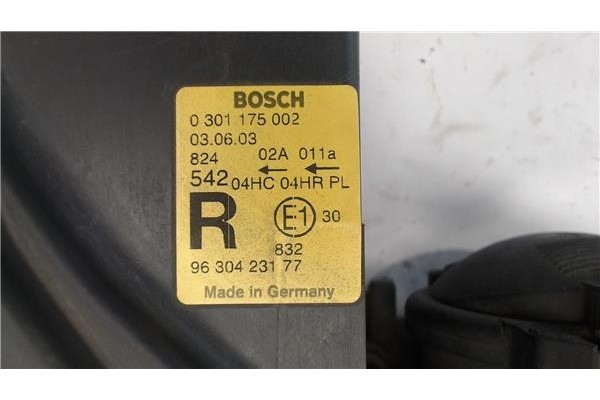 BOSCH
0 301 175 002
03.06.03
824 02A 011a
542 ← ←
04HC 04HR PL
R E1 30
832
96 304 231 77
Made in Germany